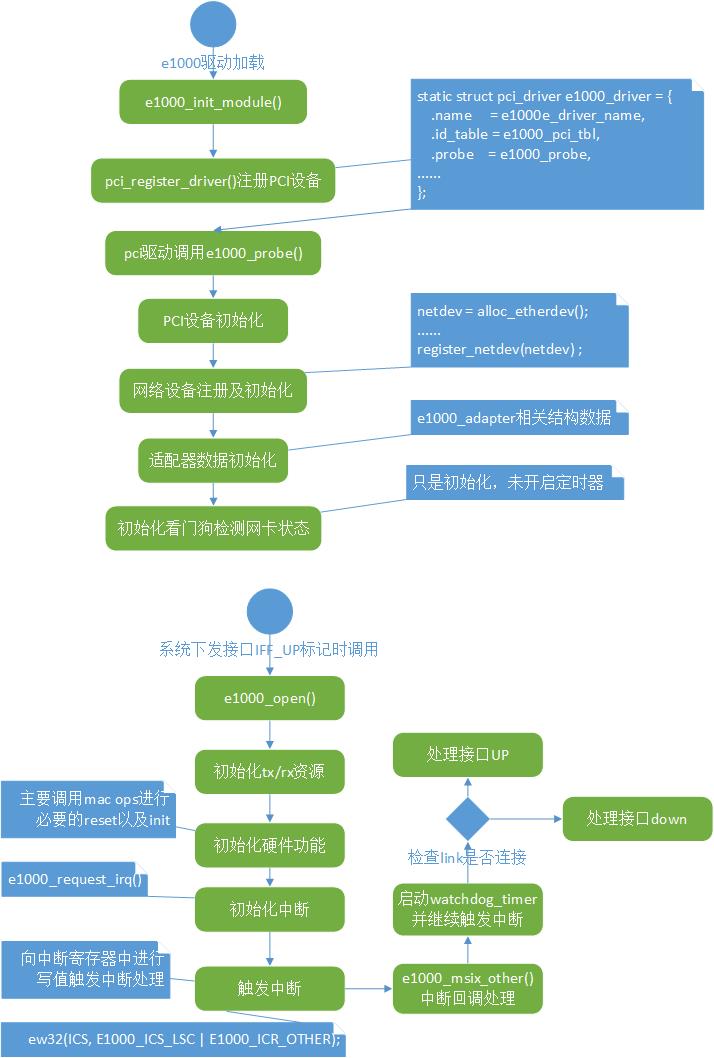 e1000驱动加载
e1000_init_module()
static struct pci_driver e1000_driver = {
.name = e1000e_driver_name,
.id_table = e1000_pci_tbl,
.probe = e1000_probe,
......
};
pci_register_driver()注册PCI设备
pci驱动调用e1000_probe()
PCI设备初始化
netdev = alloc_etherdev();
......
register_netdev(netdev) ;
网络设备注册及初始化
e1000_adapter相关结构数据
适配器数据初始化
只是初始化，未开启定时器
初始化看门狗检测网卡状态
系统下发接口IFF_UP标记时调用
e1000_open()
初始化tx/rx资源
主要调用mac ops进行
必要的reset以及init
初始化硬件功能
e1000_request_irq()
初始化中断
向中断寄存器中进行
写值触发中断处理
触发中断
ew32(ICS, E1000_ICS_LSC | E1000_ICR_OTHER);
e1000_msix_other()
中断回调处理
启动watchdog_timer
并继续触发中断
检查link是否连接
处理接口UP
处理接口down